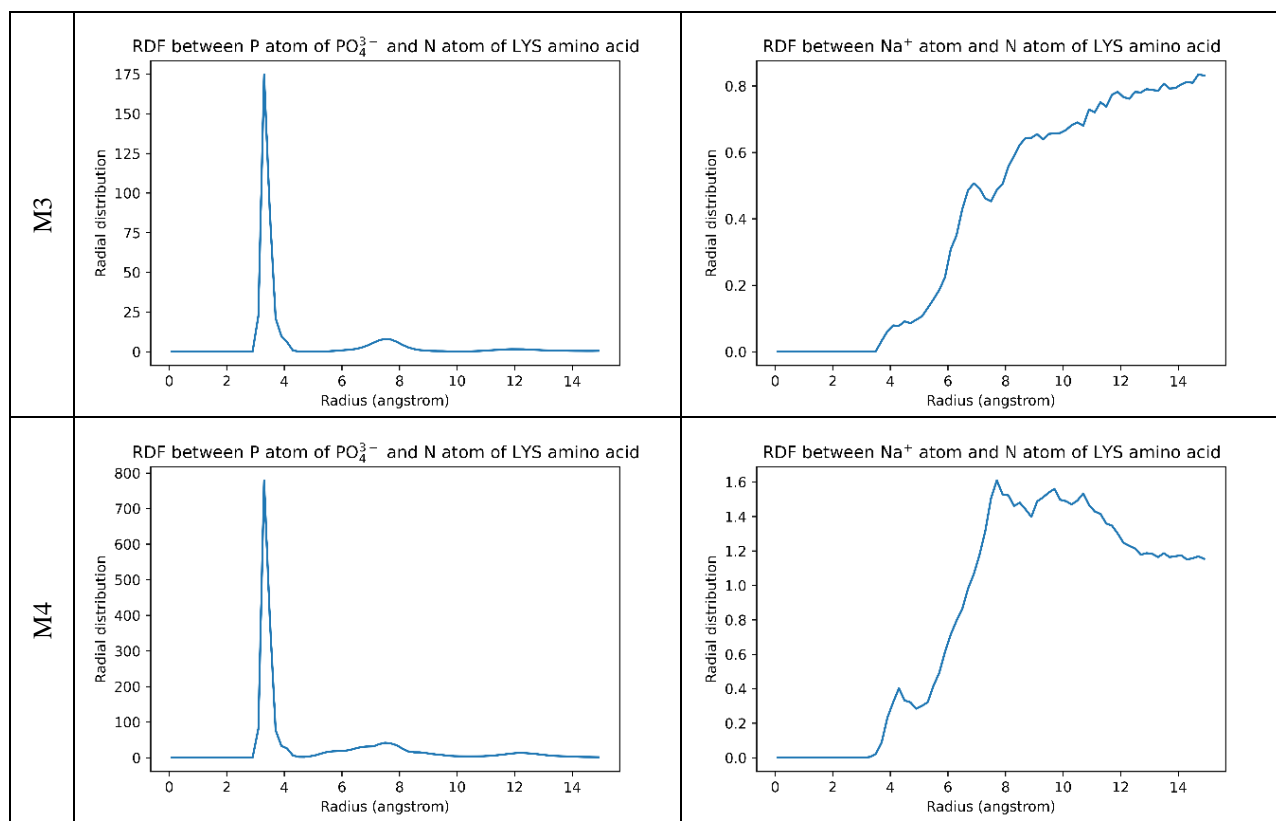 M3
RDF between P atom of PO₄³⁻ and N atom of LYS amino acid
Radial distribution
175
150
125
100
75
50
25
0
0 2 4 6 8 10 12 14
Radius (angstrom)
RDF between Na⁺ atom and N atom of LYS amino acid
Radial distribution
0.8
0.6
0.4
0.2
0.0
0 2 4 6 8 10 12 14
Radius (angstrom)
M4
RDF between P atom of PO₄³⁻ and N atom of LYS amino acid
Radial distribution
800
700
600
500
400
300
200
100
0
0 2 4 6 8 10 12 14
Radius (angstrom)
RDF between Na⁺ atom and N atom of LYS amino acid
Radial distribution
1.6
1.4
1.2
1.0
0.8
0.6
0.4
0.2
0.0
0 2 4 6 8 10 12 14
Radius (angstrom)